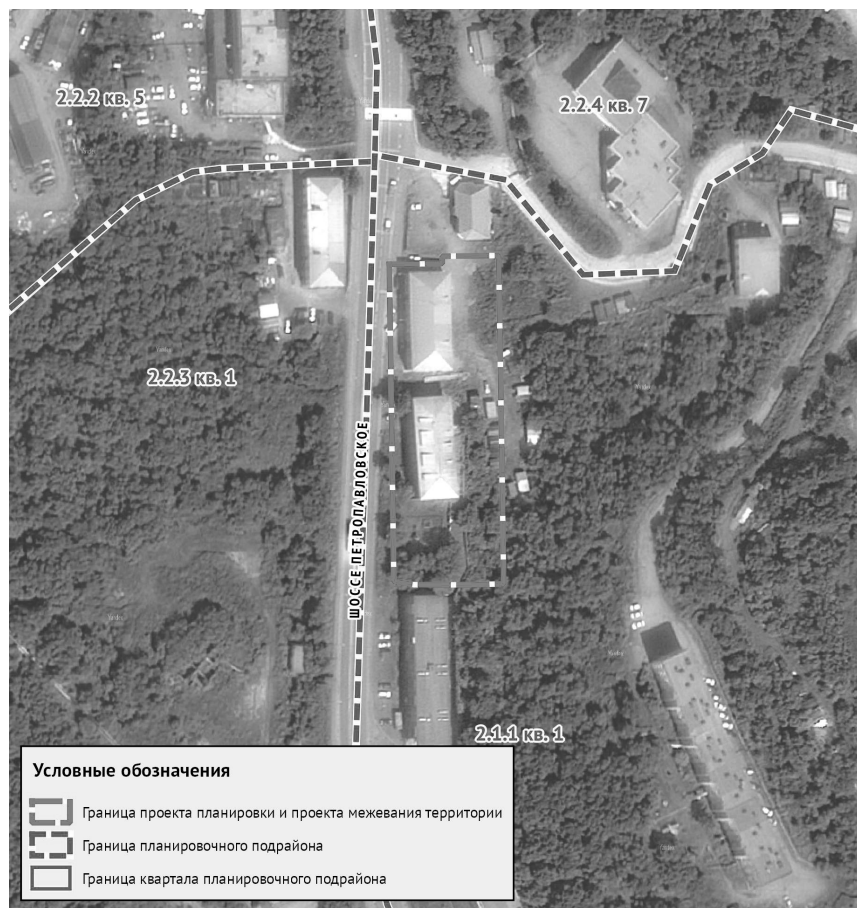 2.2.2 кв. 5
2.2.4 кв. 7
2.2.3 кв. 1
ШОССЕ ПЕТРОПАВЛОВСКОЕ
2.1.1 кв. 1
Условные обозначения
Граница проекта планировки и проекта межевания территории
Граница планировочного подрайона
Граница квартала планировочного подрайона